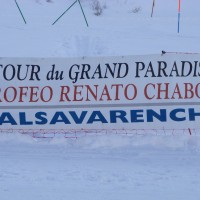 TOUR du GRAND PARADIS
ROFEO RENATO CHABO
ALSAVARENCH